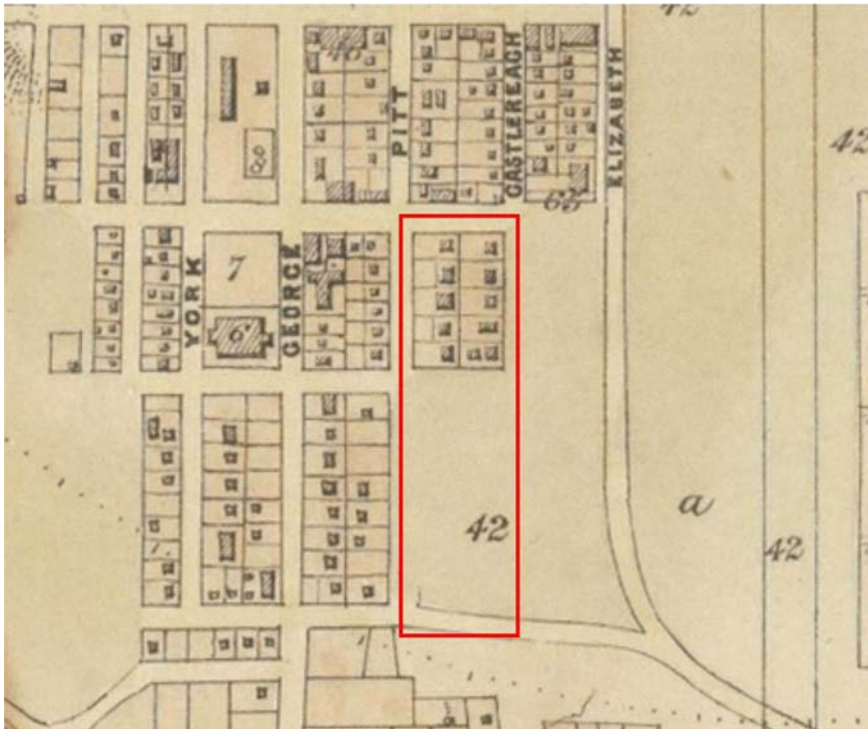 42
40
PITT
CASTLEREAGH
ELIZABETH
42
65
YORK
7
GEORGE
6
42
a
42